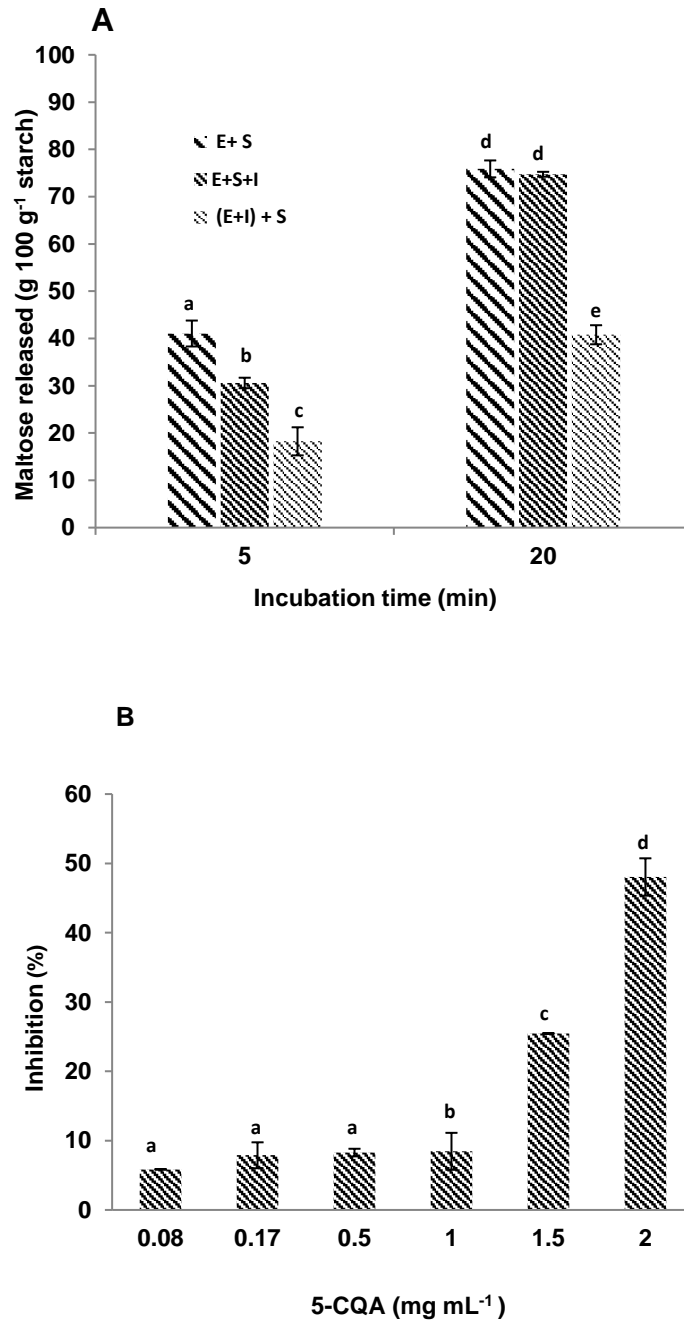 A
100
90
80
70
60
50
40
30
20
10
0
Maltose released (g 100 g⁻¹ starch)
E+ S
E+S+I
(E+I) + S
a
b
c
d
d
e
5 20
Incubation time (min)
B
60
50
40
30
20
10
0
Inhibition (%)
a
a
a
b
c
d
0.08 0.17 0.5 1 1.5 2
5-CQA (mg mL⁻¹)